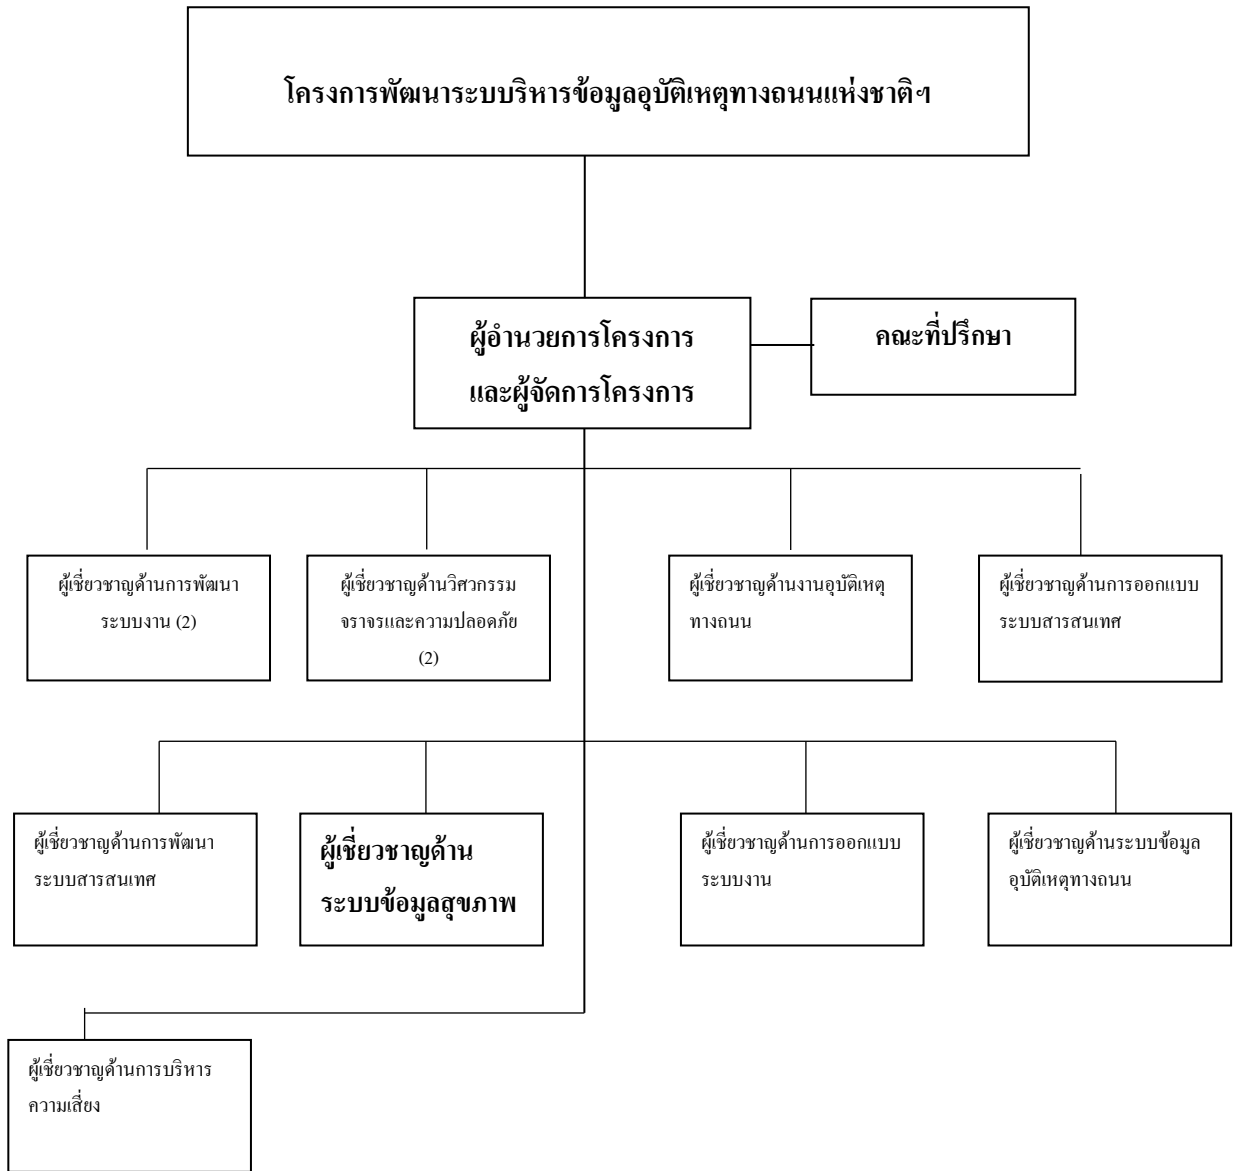 โครงการพัฒนาระบบบริหารข้อมูลอุบัติเหตุทางถนนแห่งชาติฯ
ผู้อำนวยการโครงการ
และผู้จัดการโครงการ
คณะที่ปรึกษา
ผู้เชี่ยวชาญด้านการพัฒนา
ระบบงาน (2)
ผู้เชี่ยวชาญด้านวิศวกรรม
จราจรและความปลอดภัย
(2)
ผู้เชี่ยวชาญด้านงานอุบัติเหตุ
ทางถนน
ผู้เชี่ยวชาญด้านการออกแบบ
ระบบสารสนเทศ
ผู้เชี่ยวชาญด้านการพัฒนา
ระบบสารสนเทศ
ผู้เชี่ยวชาญด้าน
ระบบข้อมูลสุขภาพ
ผู้เชี่ยวชาญด้านการออกแบบ
ระบบงาน
ผู้เชี่ยวชาญด้านระบบข้อมูล
อุบัติเหตุทางถนน
ผู้เชี่ยวชาญด้านการบริหาร
ความเสี่ยง